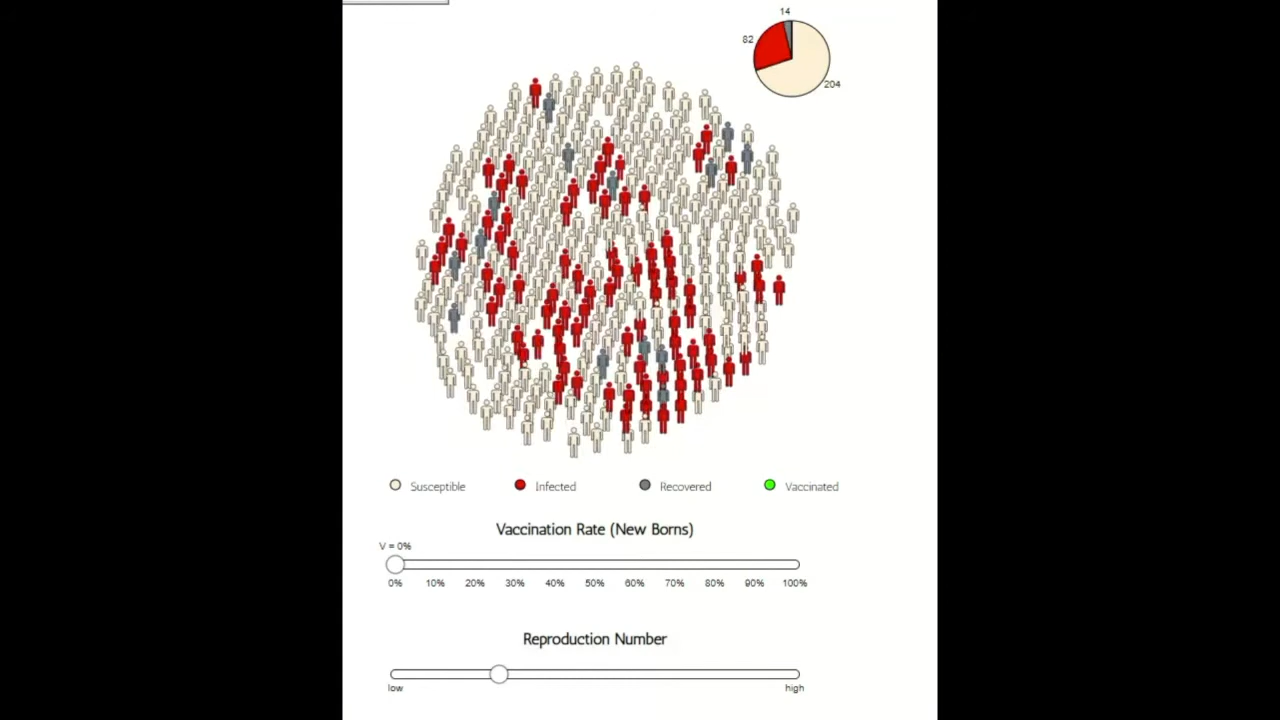 14
82
204
Susceptible
Infected
Recovered
Vaccinated
Vaccination Rate (New Borns)
V = 0%
0% 10% 20% 30% 40% 50% 60% 70% 80% 90% 100%
Reproduction Number
low high